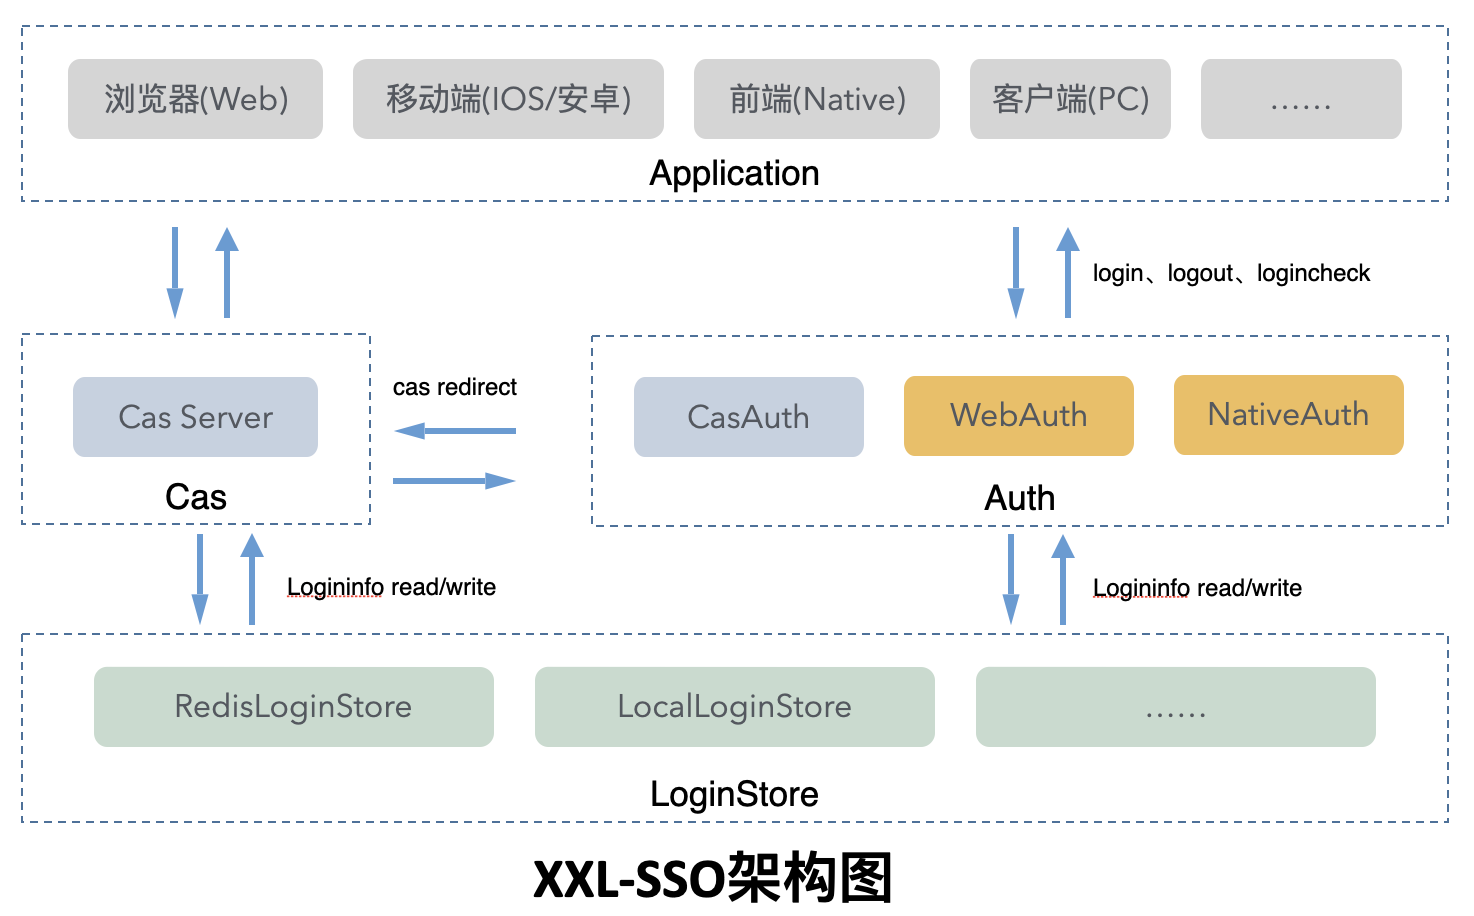 浏览器(Web)
移动端(IOS/安卓)
前端(Native)
客户端(PC)
……
Application
login、logout、logincheck
Cas Server
Cas
cas redirect
CasAuth
WebAuth
NativeAuth
Auth
Logininfo read/write
Logininfo read/write
RedisLoginStore
LocalLoginStore
……
LoginStore
XXL-SSO架构图